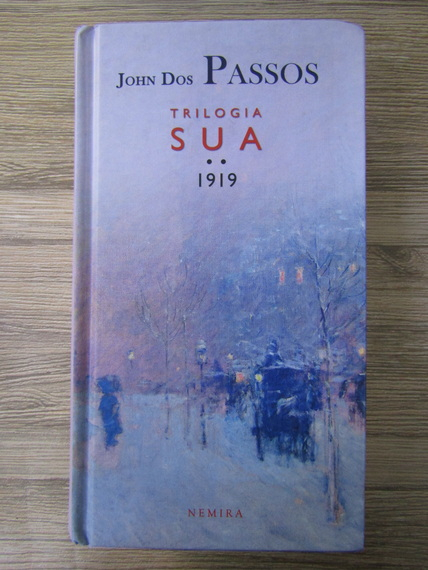 JOHN DOS PASSOS
TRILOGIA
SUA
• •
1919
NEMIRA